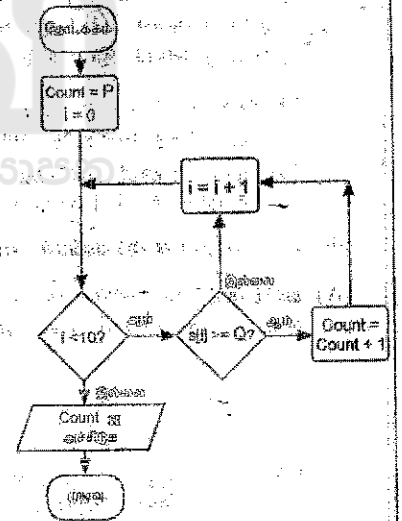 தொடக்கம்
Count = P
i = 0
i = i + 1
இல்லை
i <10?
ஆம்
s[i] >= Q?
ஆம்
Count =
Count + 1
இல்லை
Count ஐ
அச்சிடுக
முடிவு